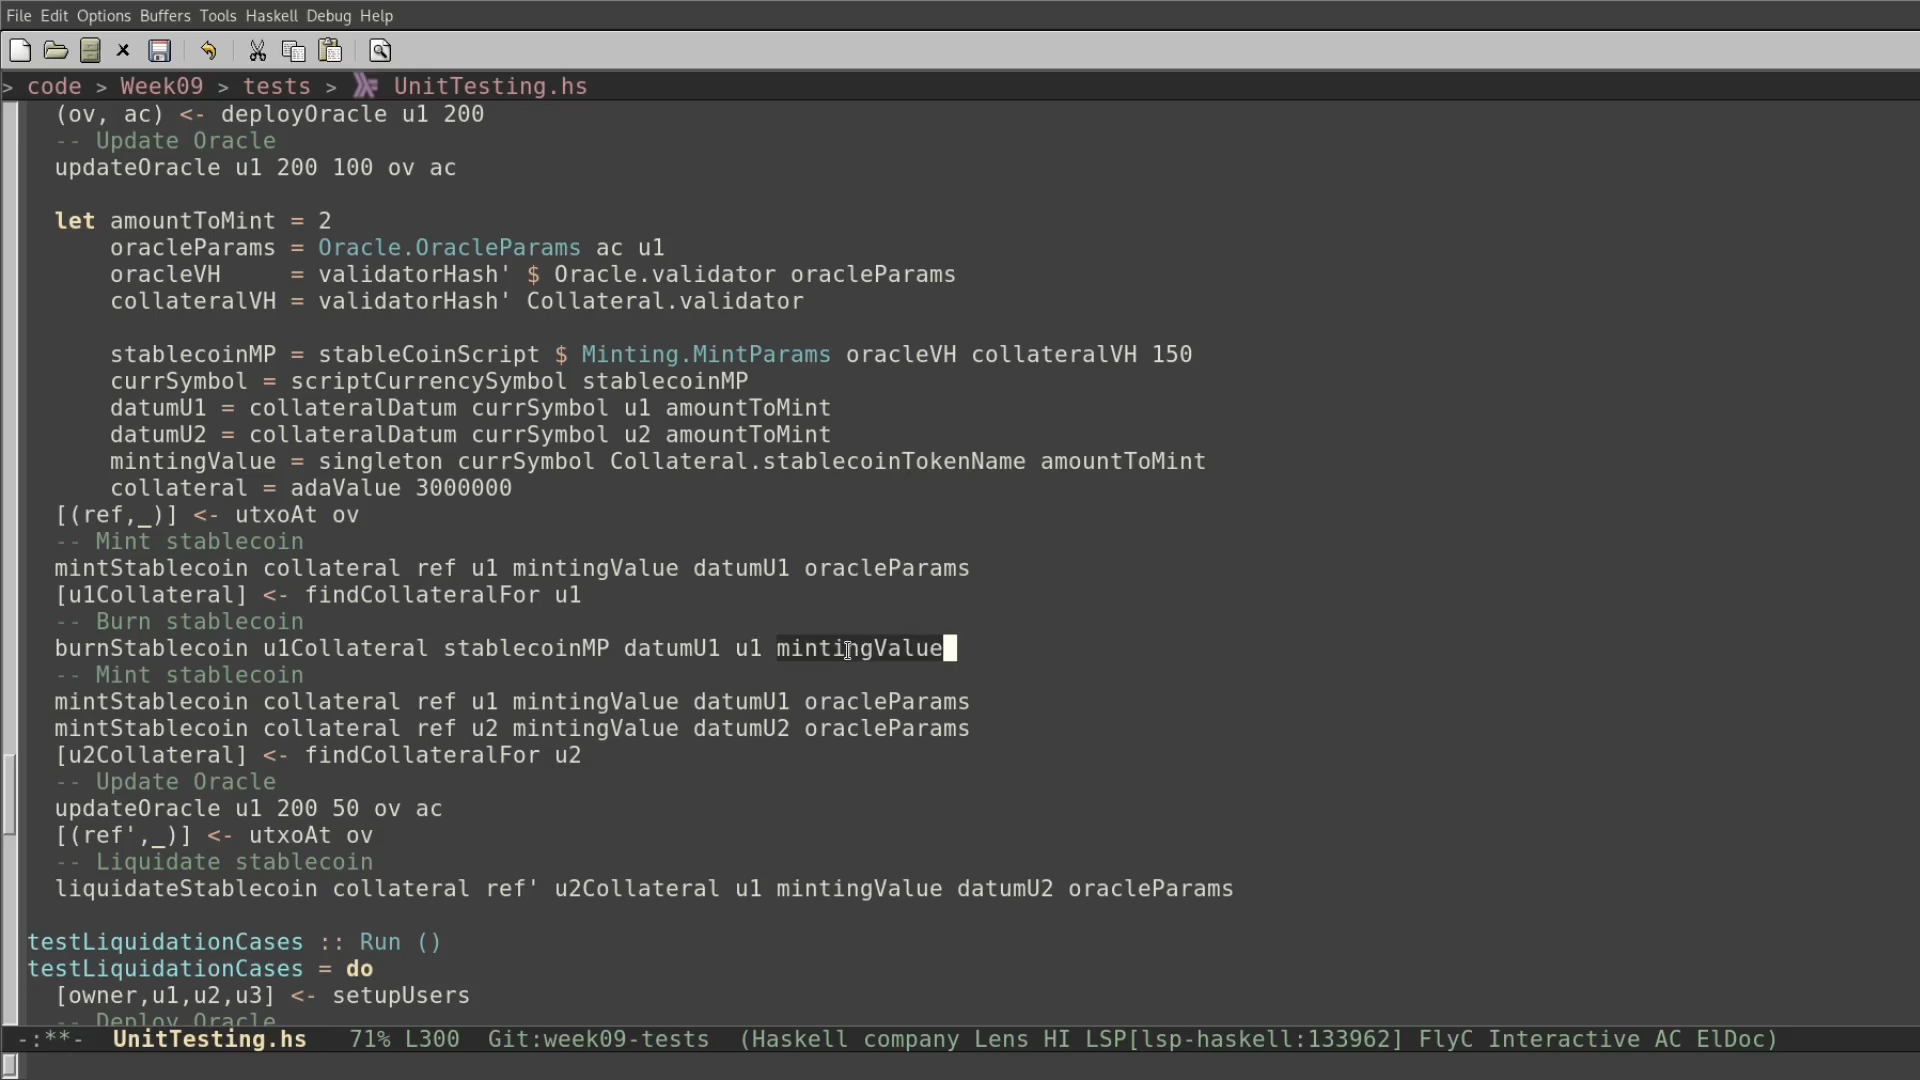 File Edit Options Buffers Tools Haskell Debug Help
> code > Week09 > tests > UnitTesting.hs
(ov, ac) <- deployOracle u1 200
-- Update Oracle
updateOracle u1 200 100 ov ac
let amountToMint = 2
oracleParams = Oracle.OracleParams ac u1
oracleVH     = validatorHash' $ Oracle.validator oracleParams
collateralVH = validatorHash' Collateral.validator
stablecoinMP = stableCoinScript $ Minting.MintParams oracleVH collateralVH 150
currSymbol = scriptCurrencySymbol stablecoinMP
datumU1 = collateralDatum currSymbol u1 amountToMint
datumU2 = collateralDatum currSymbol u2 amountToMint
mintingValue = singleton currSymbol Collateral.stablecoinTokenName amountToMint
collateral = adaValue 3000000
[(ref,_)] <- utxoAt ov
-- Mint stablecoin
mintStablecoin collateral ref u1 mintingValue datumU1 oracleParams
[u1Collateral] <- findCollateralFor u1
-- Burn stablecoin
burnStablecoin u1Collateral stablecoinMP datumU1 u1 mintingValue
-- Mint stablecoin
mintStablecoin collateral ref u1 mintingValue datumU1 oracleParams
mintStablecoin collateral ref u2 mintingValue datumU2 oracleParams
[u2Collateral] <- findCollateralFor u2
-- Update Oracle
updateOracle u1 200 50 ov ac
[(ref',_)] <- utxoAt ov
-- Liquidate stablecoin
liquidateStablecoin collateral ref' u2Collateral u1 mintingValue datumU2 oracleParams
testLiquidationCases :: Run ()
testLiquidationCases = do
[owner,u1,u2,u3] <- setupUsers
-- Deploy Oracle
-:**-  UnitTesting.hs   71% L300  Git:week09-tests  (Haskell company Lens HI LSP[lsp-haskell:133962] FlyC Interactive AC ElDoc)